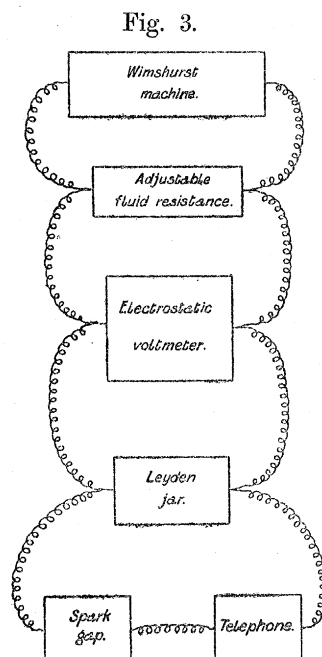 Fig. 3.
Wimshurst
machine.
Adjustable
fluid resistance.
Electrostatic
voltmeter.
Leyden
jar.
Spark
gap.
Telephone.